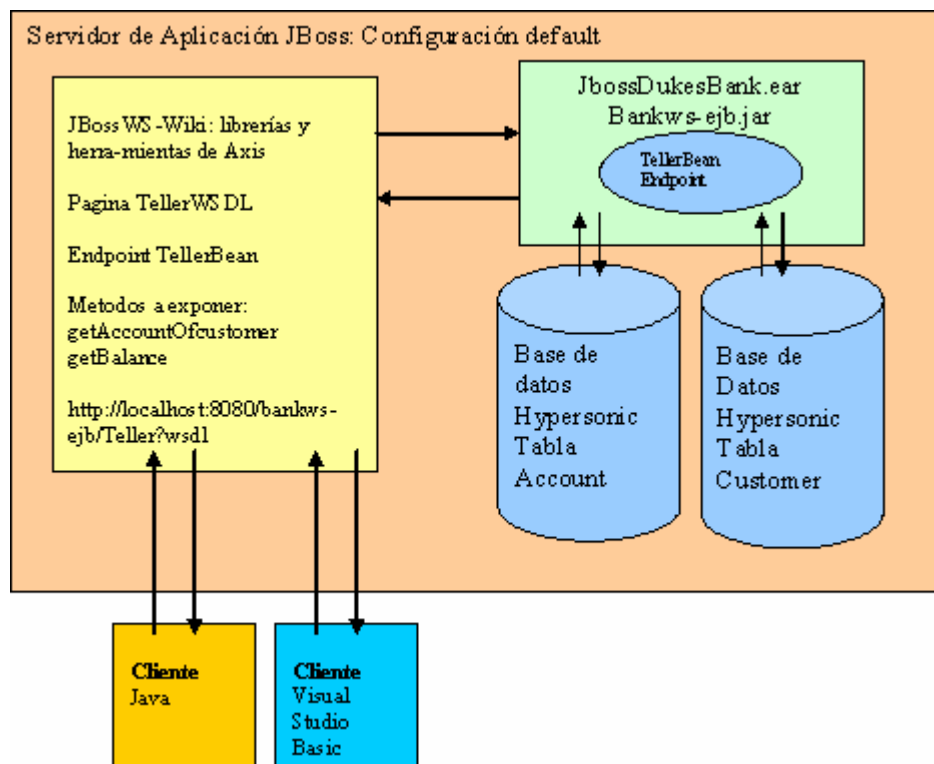 Servidor de Aplicación JBoss: Configuración default
JBossWS-Wiki: librerías y
herra-mientas de Axis
Pagina TellerWSDL
Endpoint TellerBean
Metodos a exponer:
getAccountOfcustomer
getBalance
http://localhost:8080/bankws-
ejb/Teller?wsdl
JbossDukesBank.ear
Bankws-ejb.jar
TellerBean
Endpoint
Base de
datos
Hypersonic
Tabla
Account
Base de
Datos
Hypersonic
Tabla
Customer
Cliente
Java
Cliente
Visual
Studio
Basic